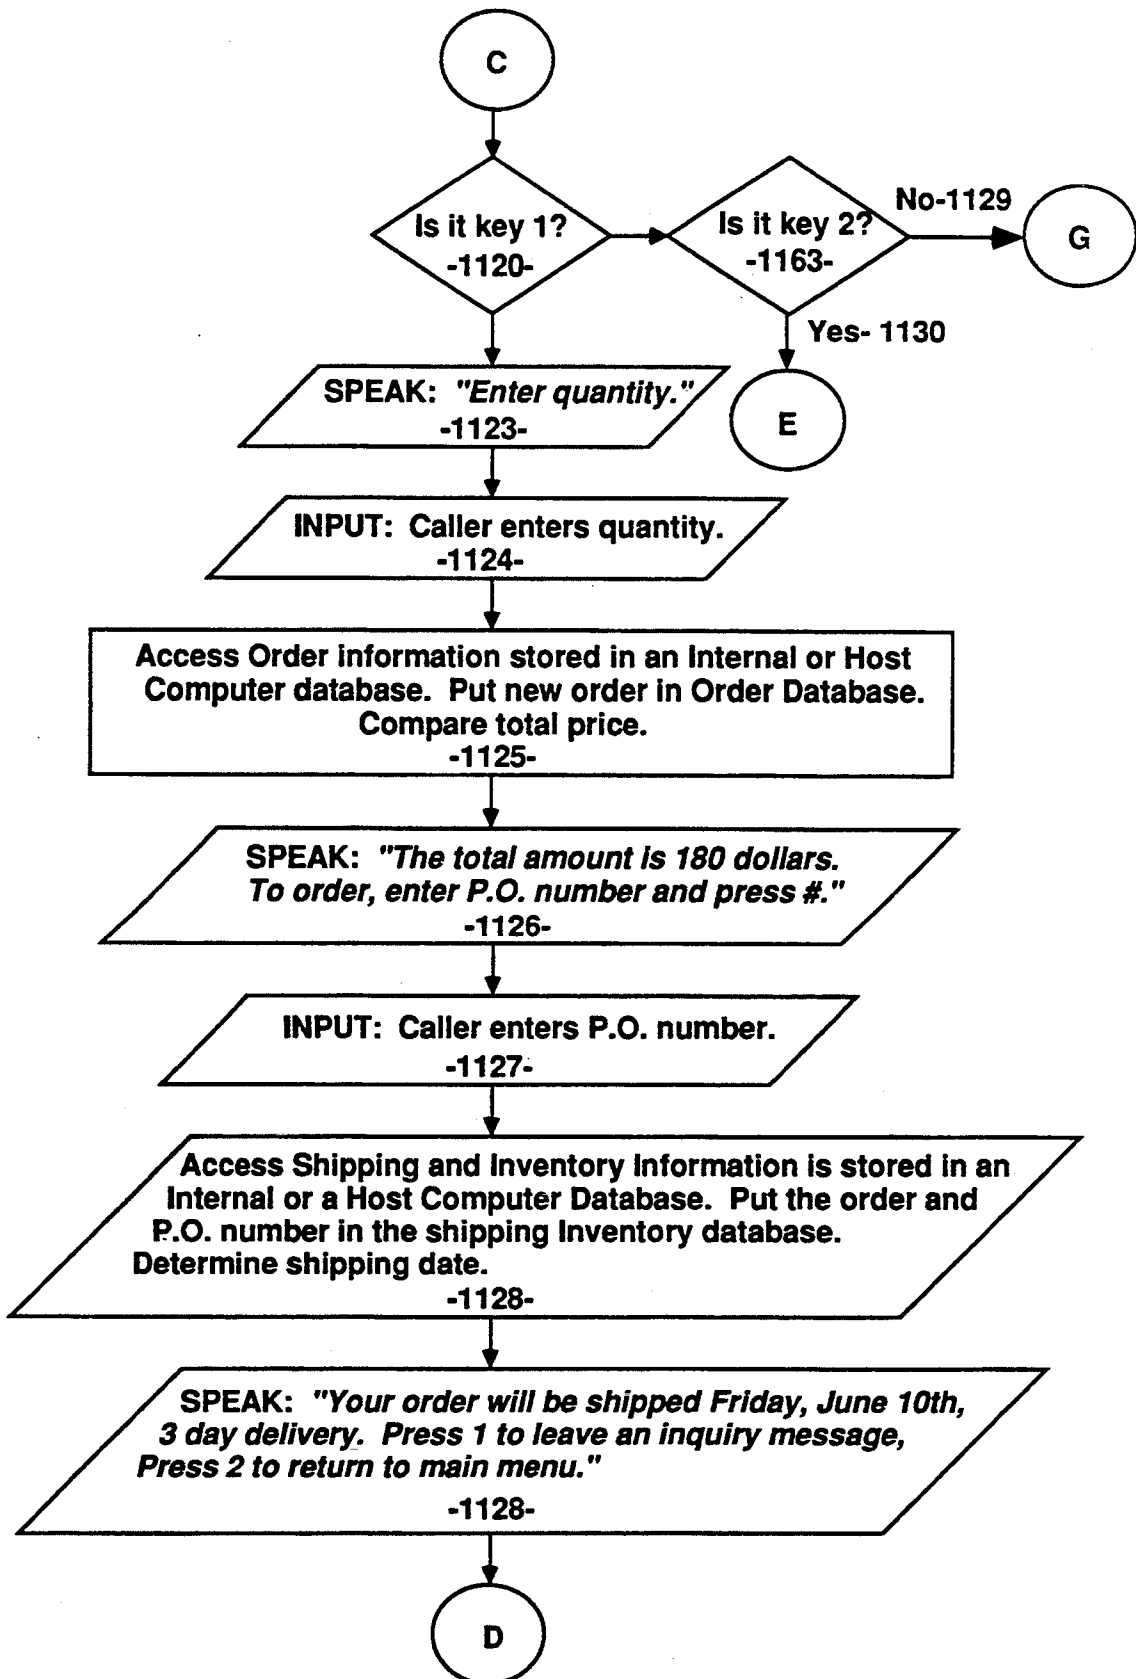 C
Is it key 1?
-1120-
Is it key 2?
-1163-
No-1129
G
Yes- 1130
E
SPEAK: "Enter quantity."
-1123-
INPUT: Caller enters quantity.
-1124-
Access Order information stored in an Internal or Host
Computer database. Put new order in Order Database.
Compare total price.
-1125-
SPEAK: "The total amount is 180 dollars.
To order, enter P.O. number and press #."
-1126-
INPUT: Caller enters P.O. number.
-1127-
Access Shipping and Inventory Information is stored in an
Internal or a Host Computer Database. Put the order and
P.O. number in the shipping Inventory database.
Determine shipping date.
-1128-
SPEAK: "Your order will be shipped Friday, June 10th,
3 day delivery. Press 1 to leave an inquiry message,
Press 2 to return to main menu."
-1128-
D